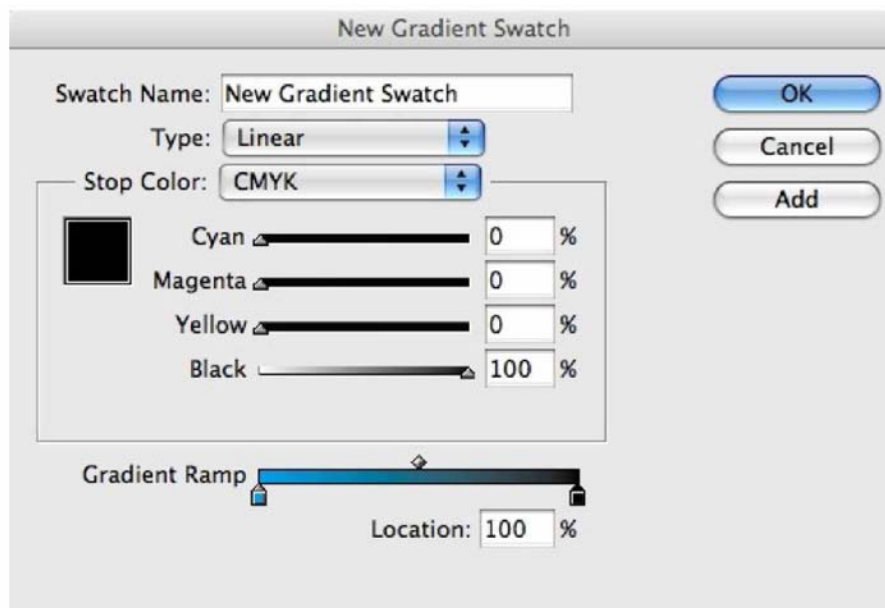 New Gradient Swatch
Swatch Name: New Gradient Swatch
OK
Type: Linear
Cancel
Stop Color: CMYK
Add
Cyan 0 %
Magenta 0 %
Yellow 0 %
Black 100 %
Gradient Ramp
Location: 100 %